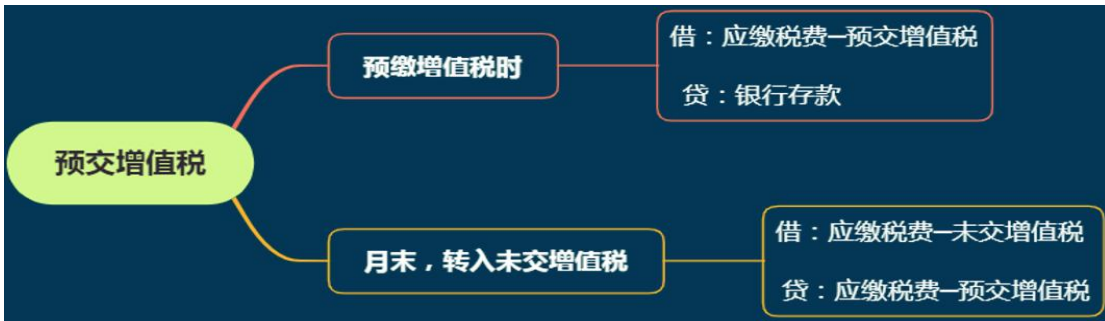 预交增值税
预缴增值税时
借：应缴税费—预交增值税
贷：银行存款
月末，转入未交增值税
借：应缴税费—未交增值税
贷：应缴税费—预交增值税